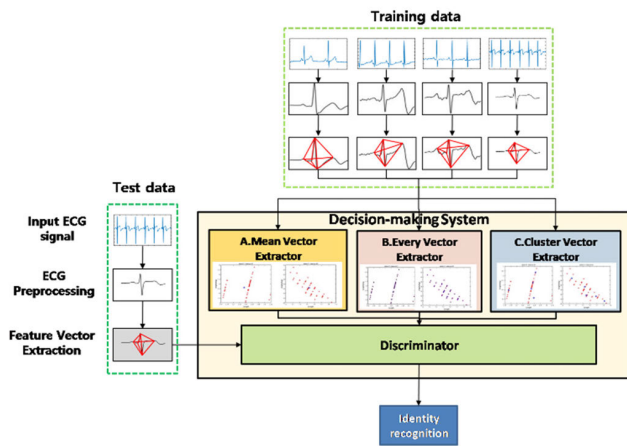 Training data
Test data
Input ECG
signal
ECG
Preprocessing
Feature Vector
Extraction
Decision-making System
A.Mean Vector
Extractor
B.Every Vector
Extractor
C.Cluster Vector
Extractor
Discriminator
Identity
recognition